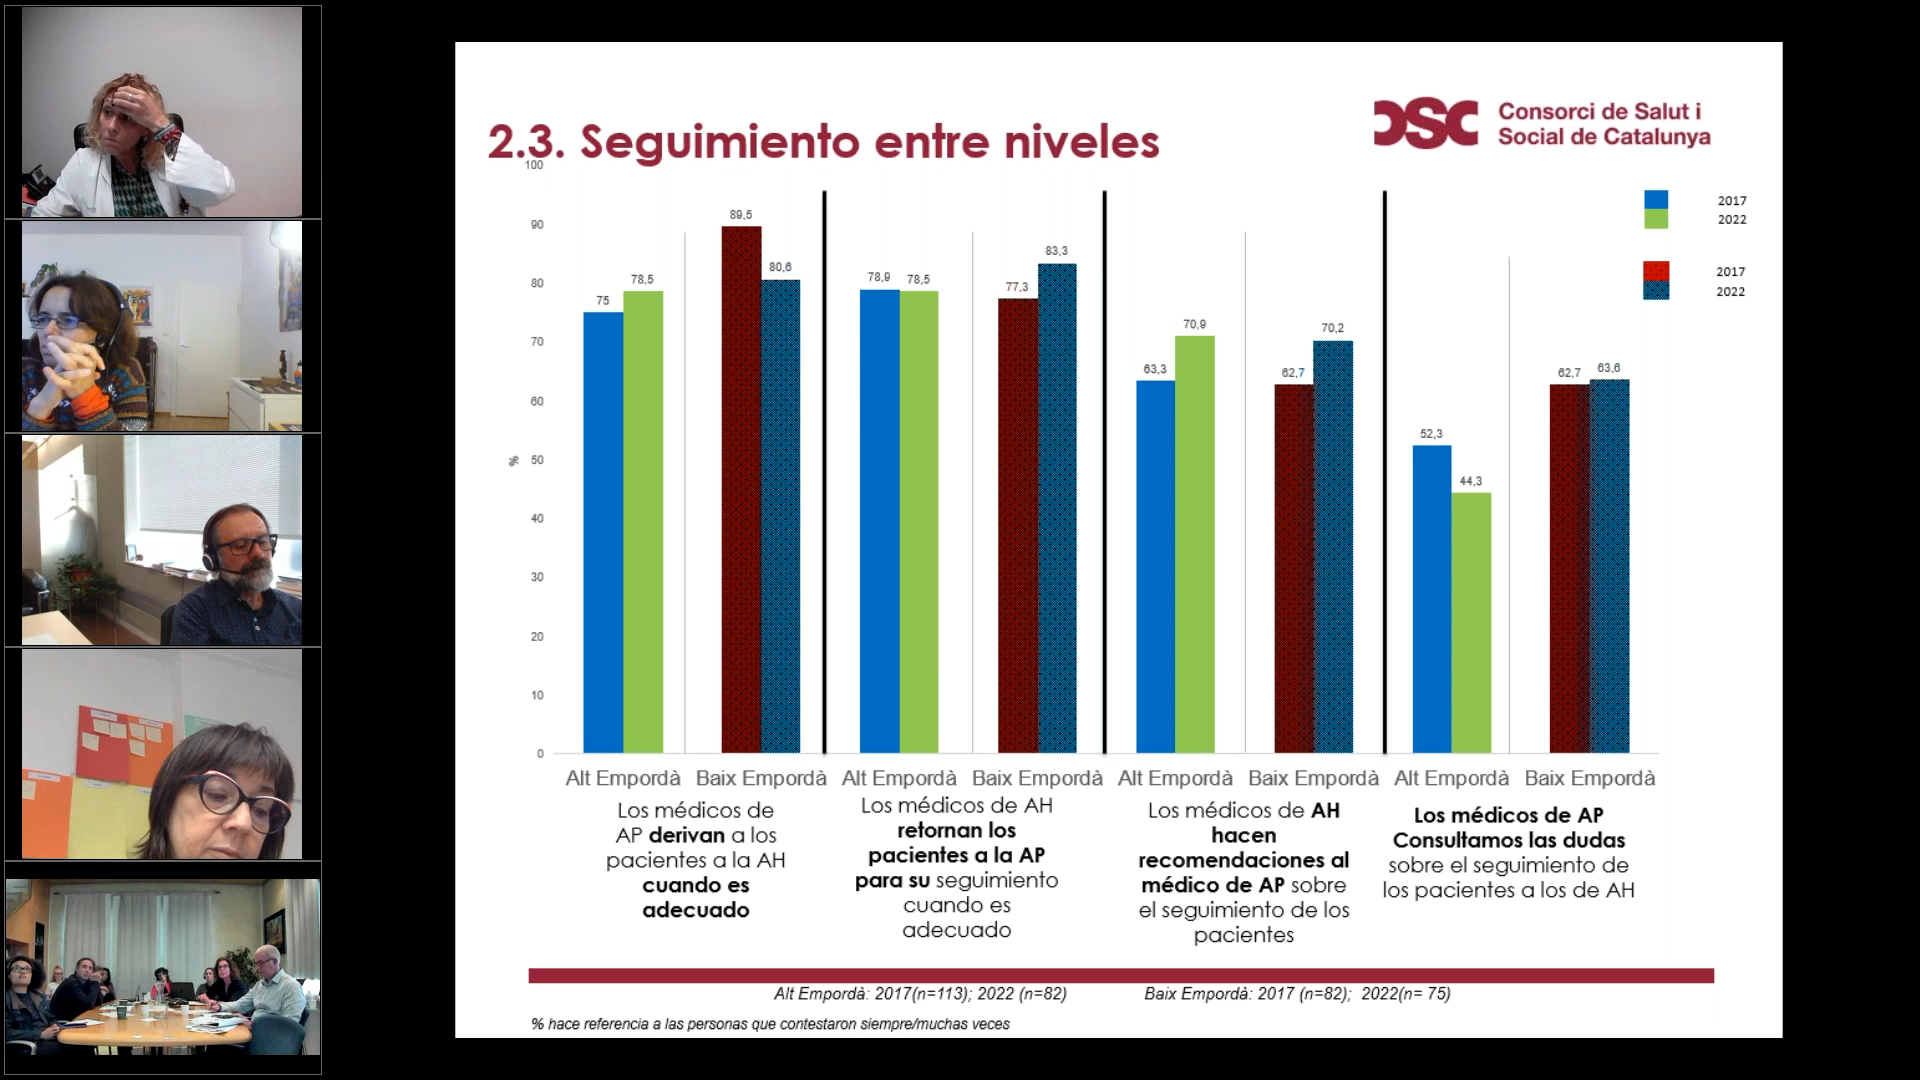 2.3. Seguimiento entre niveles
CSC
Consorci de Salut i
Social de Catalunya
2017
2022
2017
2022
100
90
80
70
60
50
40
30
20
10
0
%
75
78,5
89,5
80,6
78,9
78,5
77,3
83,3
63,3
70,9
62,7
70,2
52,3
44,3
62,7
63,6
Alt Empordà Baix Empordà Alt Empordà Baix Empordà Alt Empordà Baix Empordà Alt Empordà Baix Empordà
Los médicos de
AP derivan a los
pacientes a la AH
cuando es
adecuado
Los médicos de AH
retornan los
pacientes a la AP
para su seguimiento
cuando es
adecuado
Los médicos de AH
hacen
recomendaciones al
médico de AP sobre
el seguimiento de los
pacientes
Los médicos de AP
Consultamos las dudas
sobre el seguimiento de
los pacientes a los de AH
Alt Empordà: 2017(n=113); 2022 (n=82)
Baix Empordà: 2017 (n=82); 2022(n= 75)
% hace referencia a las personas que contestaron siempre/muchas veces